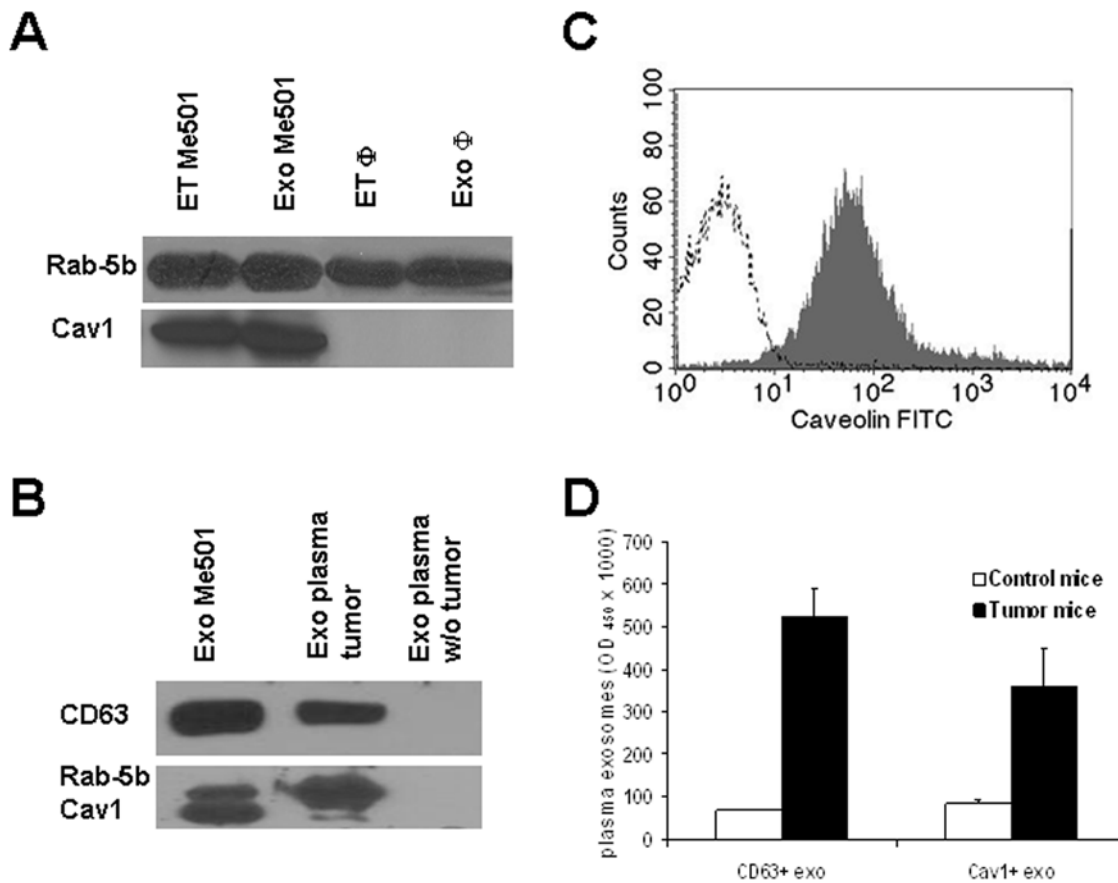 A
ET Me501
Exo Me501
ET Φ
Exo Φ
Rab-5b
Cav1
B
Exo Me501
Exo plasma
tumor
Exo plasma
w/o tumor
CD63
Rab-5b
Cav1
C
Counts
100
80
60
40
20
0
10^0
10^1
10^2
10^3
10^4
Caveolin FITC
D
plasma exosomes (OD 450 x 1000)
700
600
500
400
300
200
100
0
Control mice
Tumor mice
CD63+ exo
Cav1+ exo